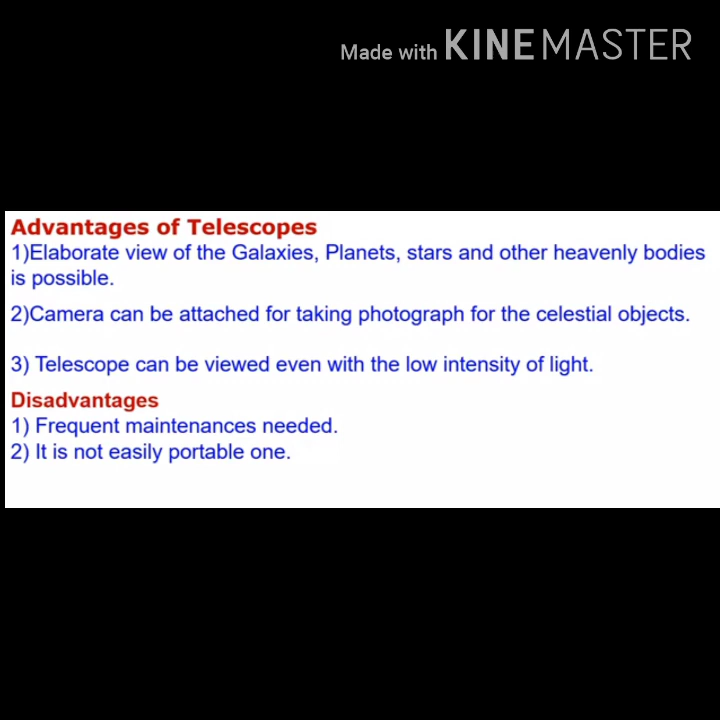 Made with KINEMASTER
Advantages of Telescopes
1)Elaborate view of the Galaxies, Planets, stars and other heavenly bodies
is possible.
2)Camera can be attached for taking photograph for the celestial objects.
3) Telescope can be viewed even with the low intensity of light.
Disadvantages
1) Frequent maintenances needed.
2) It is not easily portable one.